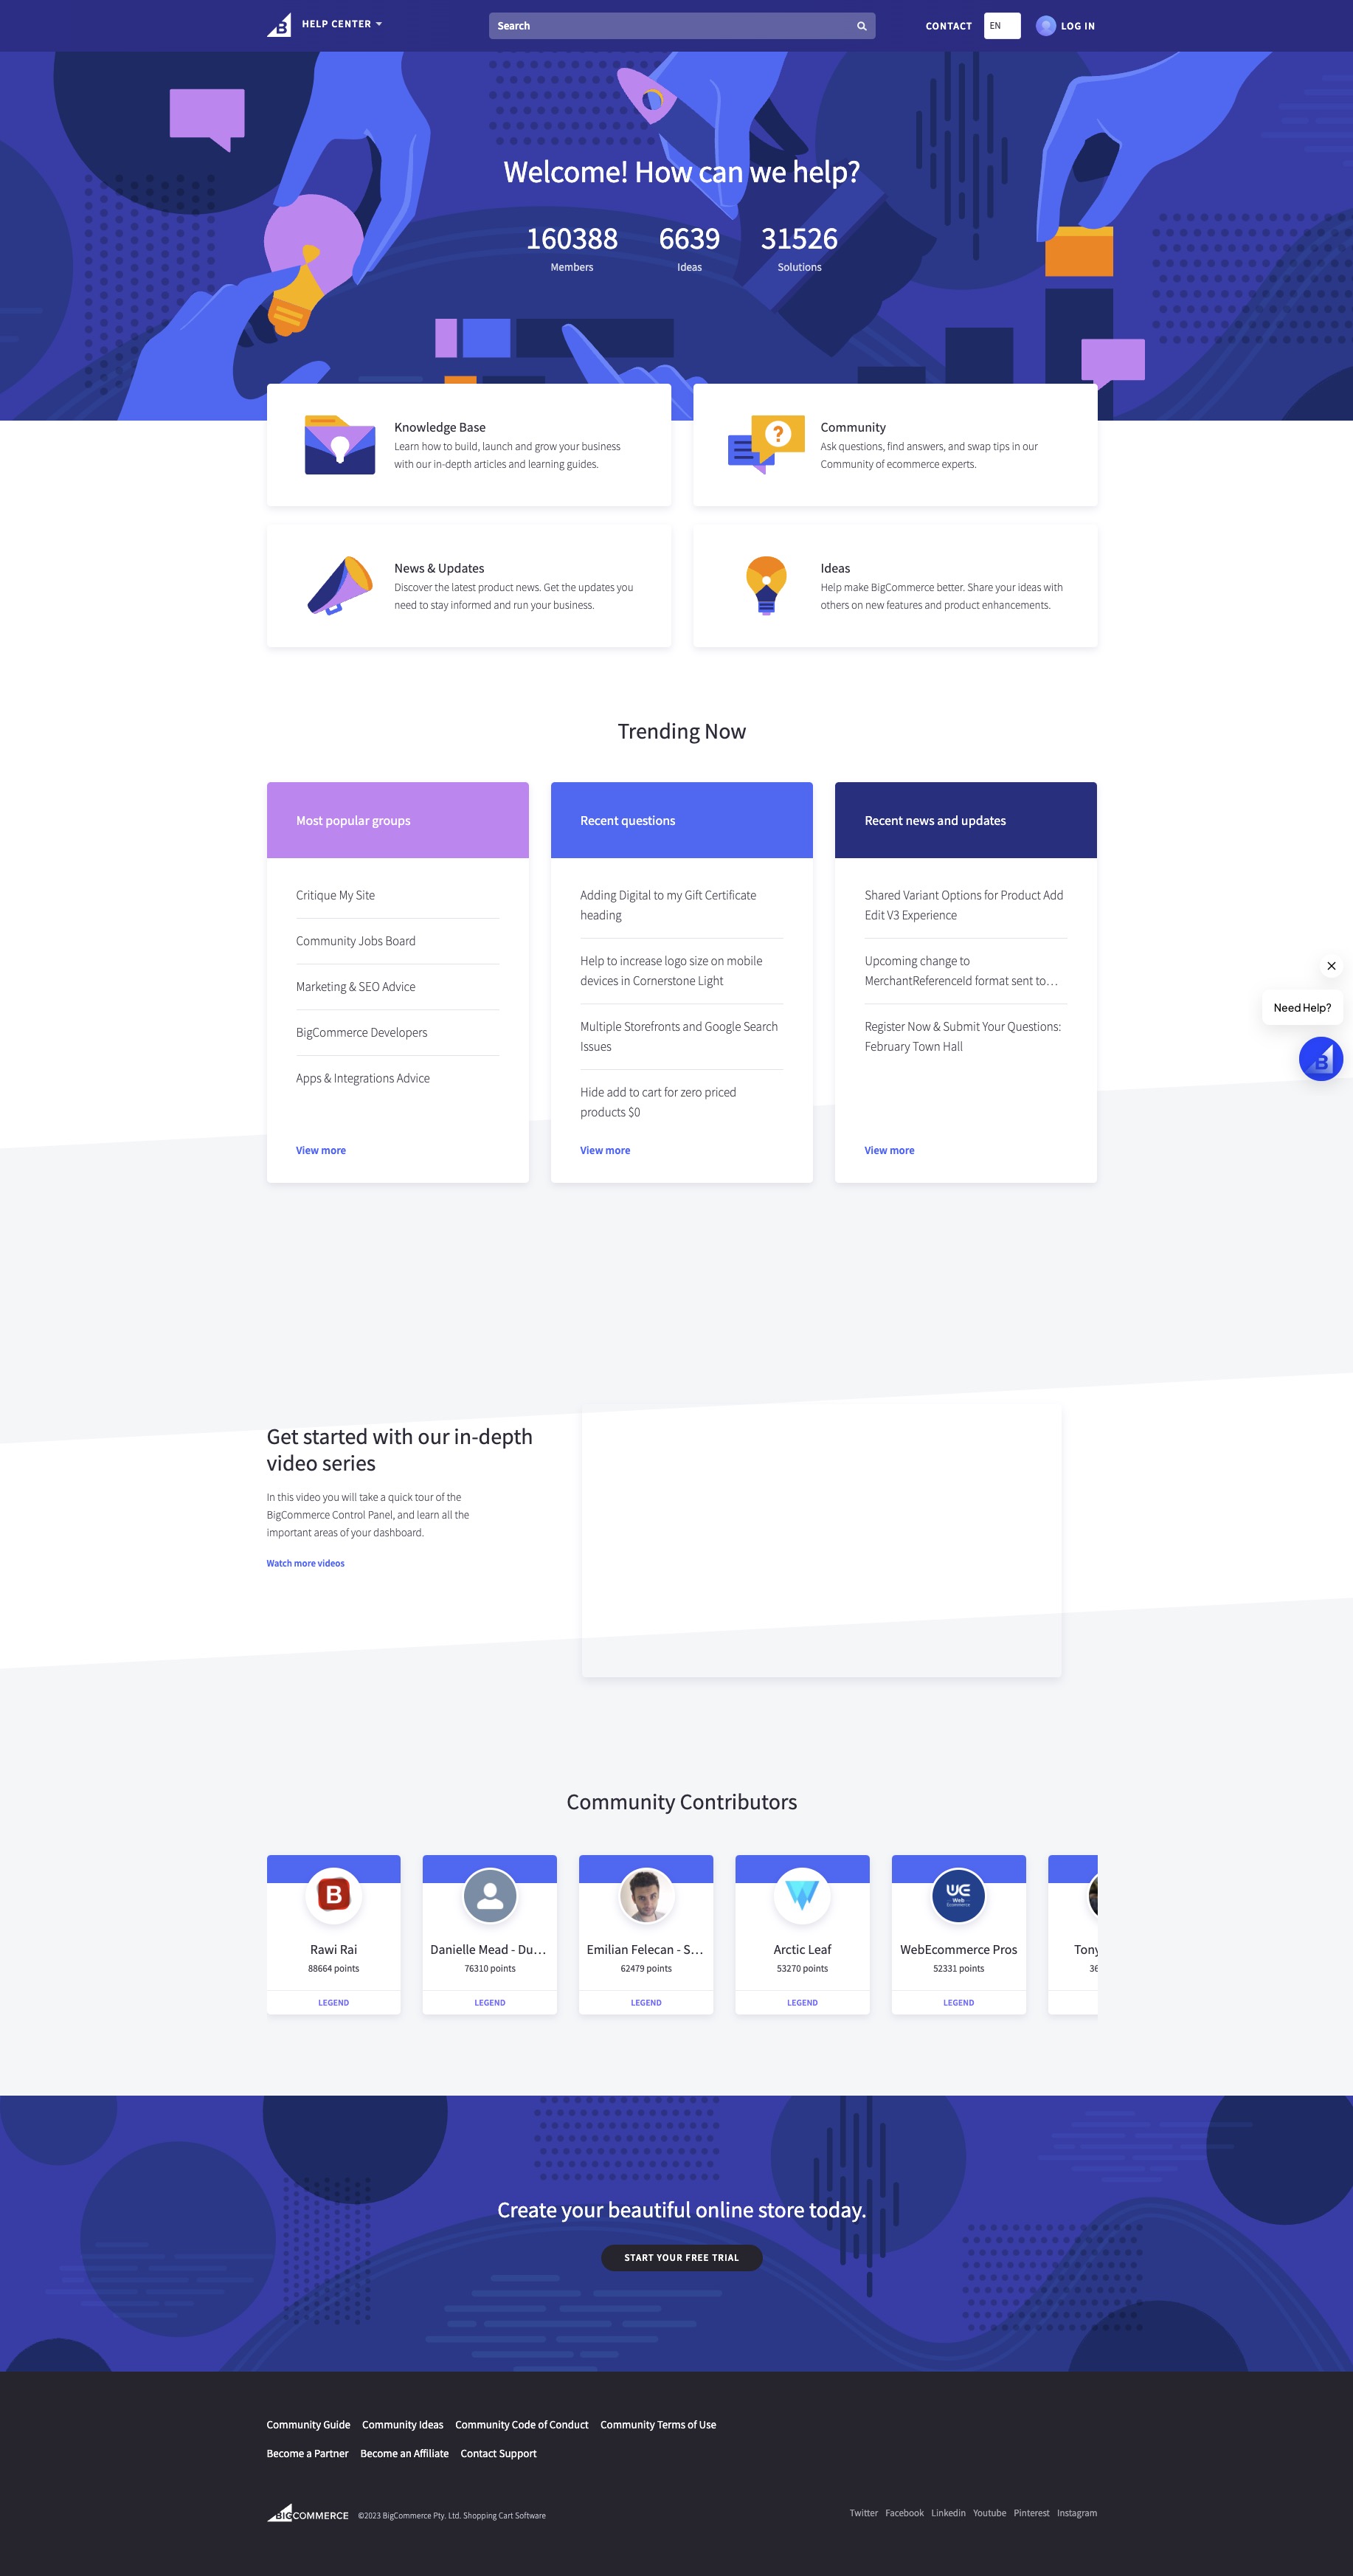 HELP CENTER
Search
CONTACT
EN
LOG IN
Welcome! How can we help?
160388
Members
6639
Ideas
31526
Solutions
Knowledge Base
Learn how to build, launch and grow your business
with our in-depth articles and learning guides.
Community
Ask questions, find answers, and swap tips in our
Community of ecommerce experts.
News & Updates
Discover the latest product news. Get the updates you
need to stay informed and run your business.
Ideas
Help make BigCommerce better. Share your ideas with
others on new features and product enhancements.
Trending Now
Most popular groups
Critique My Site
Community Jobs Board
Marketing & SEO Advice
BigCommerce Developers
Apps & Integrations Advice
View more
Recent questions
Adding Digital to my Gift Certificate
heading
Help to increase logo size on mobile
devices in Cornerstone Light
Multiple Storefronts and Google Search
Issues
Hide add to cart for zero priced
products $0
View more
Recent news and updates
Shared Variant Options for Product Add
Edit V3 Experience
Upcoming change to
MerchantReferenceId format sent to…
Register Now & Submit Your Questions:
February Town Hall
View more
Need Help?
B
Get started with our in-depth
video series
In this video you will take a quick tour of the
BigCommerce Control Panel, and learn all the
important areas of your dashboard.
Watch more videos
Community Contributors
B
Rawi Rai
88664 points
LEGEND
Danielle Mead - Du…
76310 points
LEGEND
Emilian Felecan - S…
62479 points
LEGEND
Arctic Leaf
53270 points
LEGEND
WE
Web
Ecommerce
WebEcommerce Pros
52331 points
LEGEND
Tony
36
Create your beautiful online store today.
START YOUR FREE TRIAL
Community Guide Community Ideas Community Code of Conduct Community Terms of Use
Become a Partner Become an Affiliate Contact Support
BIGCOMMERCE ©2023 BigCommerce Pty. Ltd. Shopping Cart Software
Twitter Facebook Linkedin Youtube Pinterest Instagram